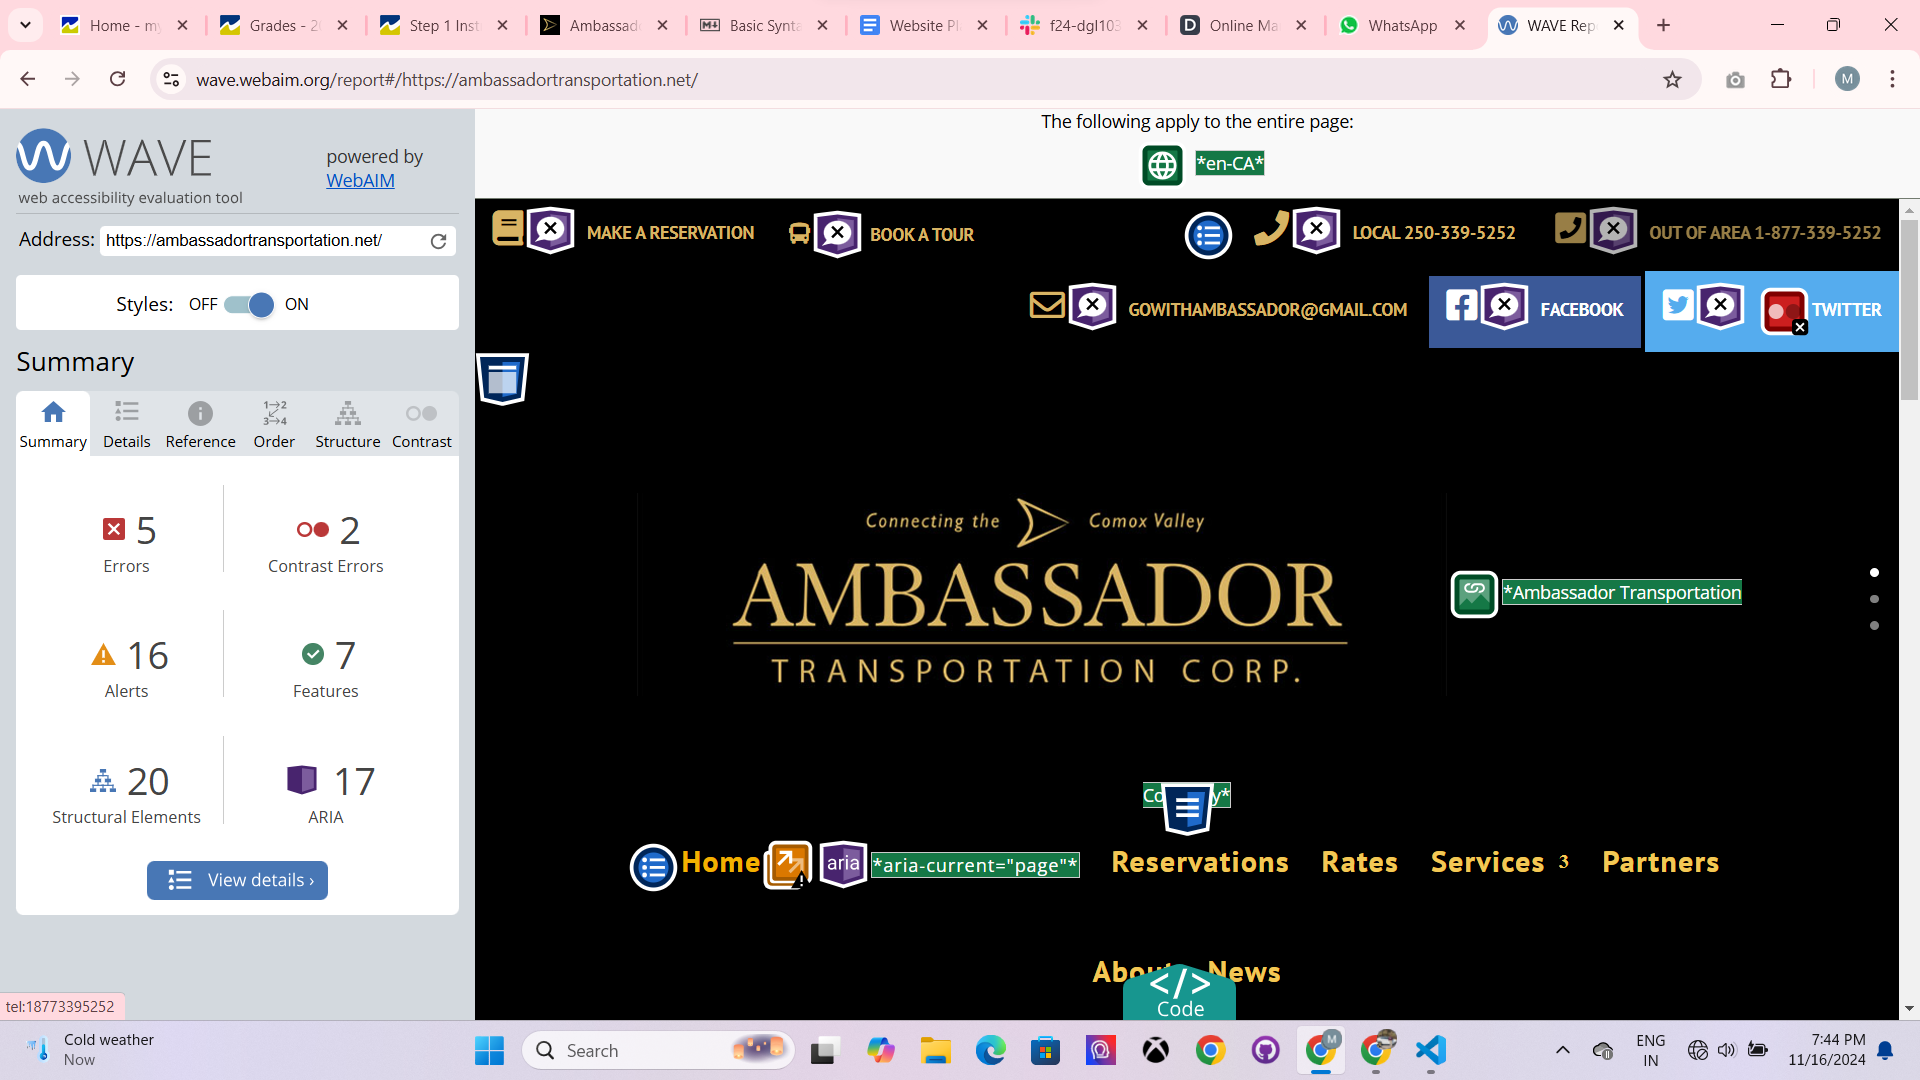 Home - my
Grades - 2
Step 1 Inst
Ambassad
Basic Synta
Website Pl
f24-dgl103
Online Ma
WhatsApp
WAVE Rep
wave.webaim.org/report#/https://ambassadortransportation.net/
M
WAVE
web accessibility evaluation tool
powered by
WebAIM
Address: https://ambassadortransportation.net/
Styles: OFF ON
Summary
Summary Details Reference Order Structure Contrast
5
Errors
2
Contrast Errors
16
Alerts
7
Features
20
Structural Elements
17
ARIA
View details ›
tel:18773395252
The following apply to the entire page:
*en-CA*
MAKE A RESERVATION
BOOK A TOUR
LOCAL 250-339-5252
OUT OF AREA 1-877-339-5252
GOWITHAMBASSADOR@GMAIL.COM
FACEBOOK
TWITTER
Connecting the Comox Valley
AMBASSADOR
TRANSPORTATION CORP.
*Ambassador Transportation
Home
aria
*aria-current="page"*
Reservations
Rates
Services 3
Partners
News
</>
Code
Cold weather
Now
Search
M
ENG
IN
7:44 PM
11/16/2024